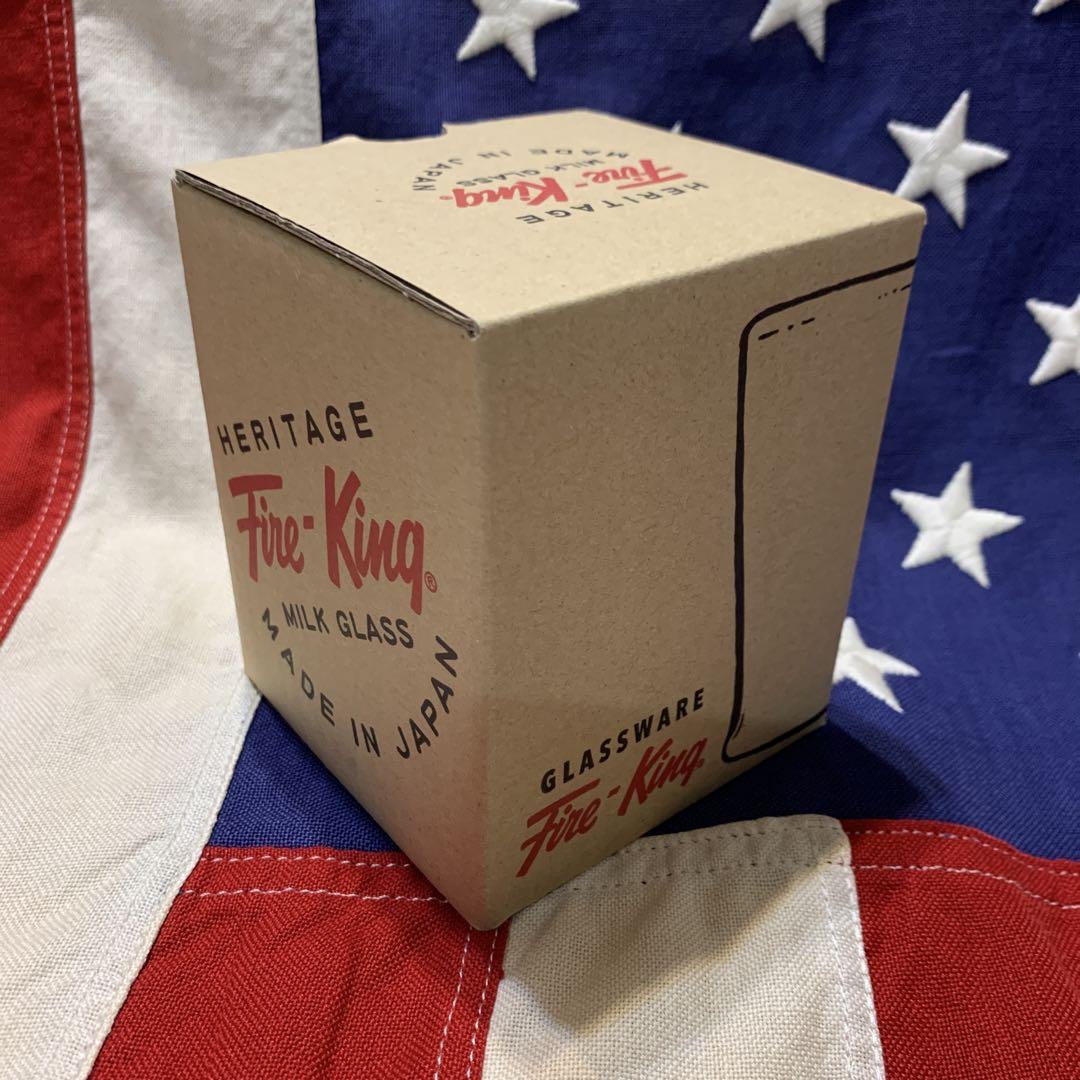 HERITAGE
Fire-King
MILK GLASS
MADE IN JAPAN
HERITAGE
Fire-King®
MILK GLASS
MADE IN JAPAN
GLASSWARE
Fire-King